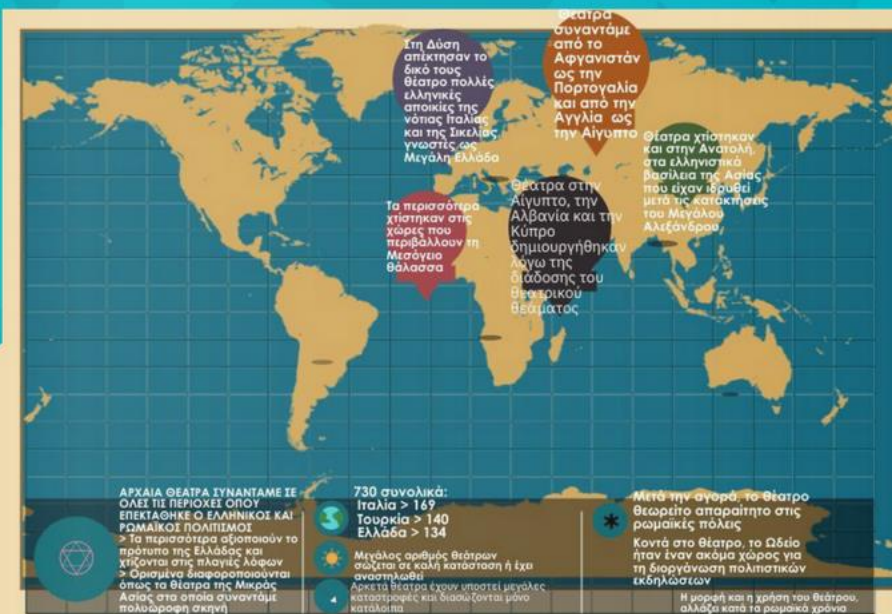 Στη Δύση
απέκτησαν το
δικό τους
θέατρο πολλές
ελληνικές
αποικίες της
νότιας Ιταλίας
και της Σικελίας,
γνωστές ως
Μεγάλη Ελλάδα
Θέατρα
συναντάμε
από το
Αφγανιστάν
ως την
Πορτογαλία
και από την
Αγγλία ως
την Αίγυπτο
Θέατρα χτίστηκαν
και στην Ανατολή,
στα ελληνιστικά
βασίλεια της Ασίας
που είχαν ιδρυθεί
μετά τις κατακτήσεις
του Μεγάλου
Αλεξάνδρου
Τα περισσότερα
χτίστηκαν στις
χώρες που
περιβάλλουν τη
Μεσόγειο
θάλασσα
Θέατρα στην
Αίγυπτο, την
Αλβανία και την
Κύπρο
δημιουργήθηκαν
λόγω της
διάδοσης του
θεατρικού
θεάματος
ΑΡΧΑΙΑ ΘΕΑΤΡΑ ΣΥΝΑΝΤΑΜΕ ΣΕ
ΟΛΕΣ ΤΙΣ ΠΕΡΙΟΧΕΣ ΟΠΟΥ
ΕΠΕΚΤΑΘΗΚΕ Ο ΕΛΛΗΝΙΚΟΣ ΚΑΙ
ΡΩΜΑΪΚΟΣ ΠΟΛΙΤΙΣΜΟΣ
> Τα περισσότερα αξιοποιούν το
πρότυπο της Ελλάδας και
χτίζονται στις πλαγιές λόφων
> Ορισμένα διαφοροποιούνται
όπως τα θέατρα της Μικράς
Ασίας στα οποία συναντάμε
πολυώροφη σκηνή
730 συνολικά:
Ιταλία > 169
Τουρκία > 140
Ελλάδα > 134
Μεγάλος αριθμός θεάτρων
σώζεται σε καλή κατάσταση ή έχει
αναστηλωθεί
Αρκετά θέατρα έχουν υποστεί μεγάλες
καταστροφές και διασώζονται μόνο
κατάλοιπα
Μετά την αγορά, το θέατρο
θεωρείτο απαραίτητο στις
ρωμαϊκές πόλεις
Κοντά στο θέατρο, το Ωδείο
ήταν έναν ακόμα χώρος για
τη διοργάνωση πολιτιστικών
εκδηλώσεων
Η μορφή και η χρήση του θεάτρου,
αλλάζει κατά τα ρωμαϊκά χρόνια